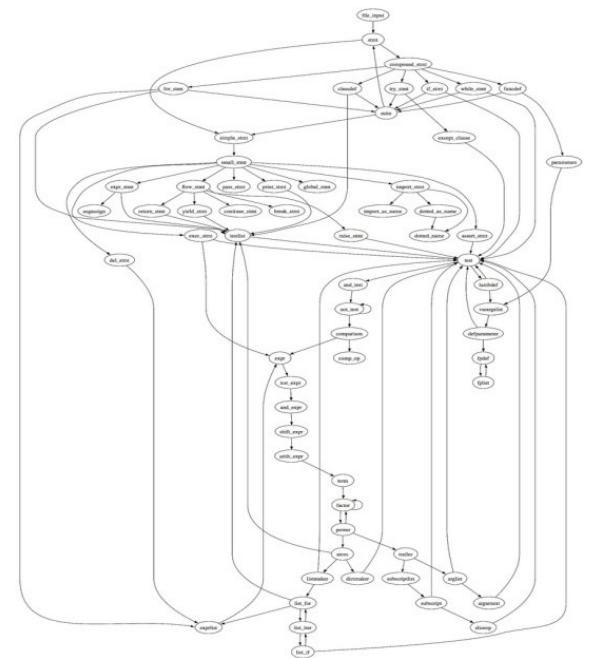 file_input
stmt
compound_stmt
for_stmt classdef try_stmt if_stmt while_stmt funcdef
suite
simple_stmt except_clause
small_stmt parameters
expr_stmt flow_stmt pass_stmt print_stmt global_stmt import_stmt
augassign return_stmt yield_stmt continue_stmt break_stmt import_as_name dotted_as_name
exec_stmt testlist raise_stmt dotted_name assert_stmt
del_stmt test
and_test lambdef
not_test varargslist
comparison defparameter
expr comp_op fpdef
xor_expr fplist
and_expr
shift_expr
arith_expr
term
factor
power
atom trailer
listmaker dictmaker subscriptlist arglist
list_for subscript argument
exprlist list_iter sliceop
list_if